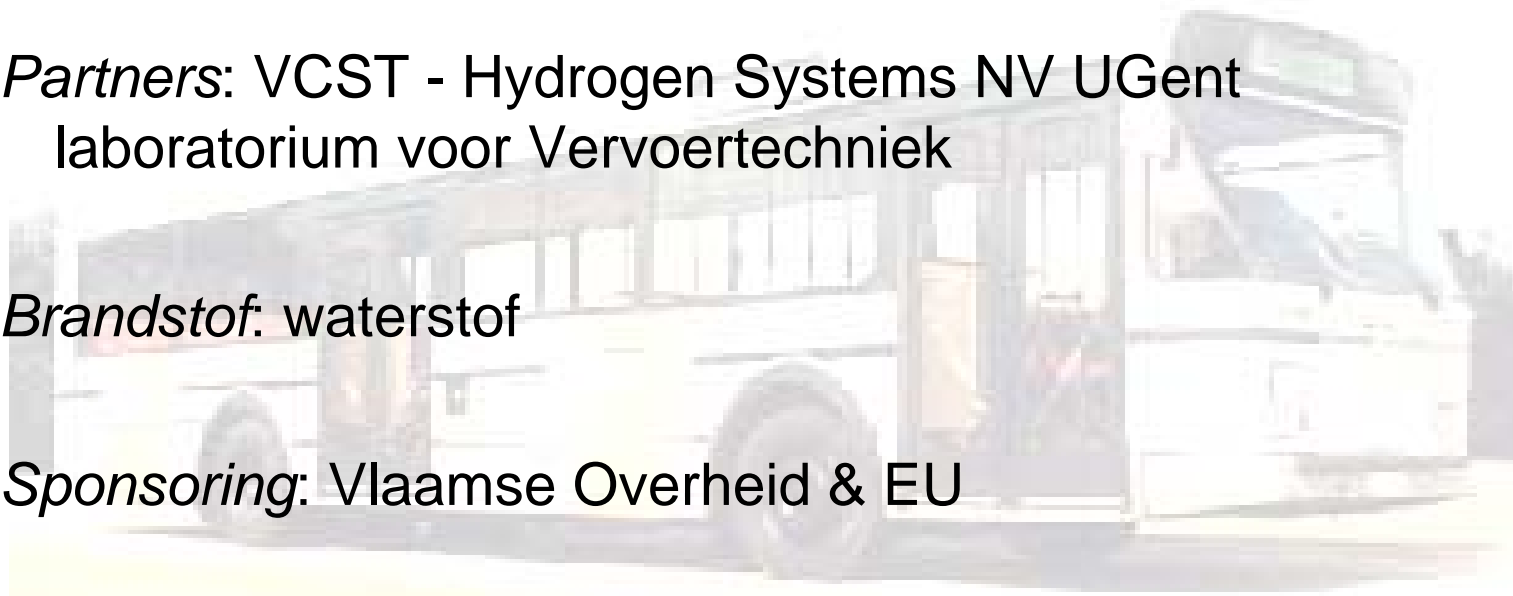 Partners: VCST - Hydrogen Systems NV UGent
laboratorium voor Vervoertechniek
Brandstof: waterstof
Sponsoring: Vlaamse Overheid & EU